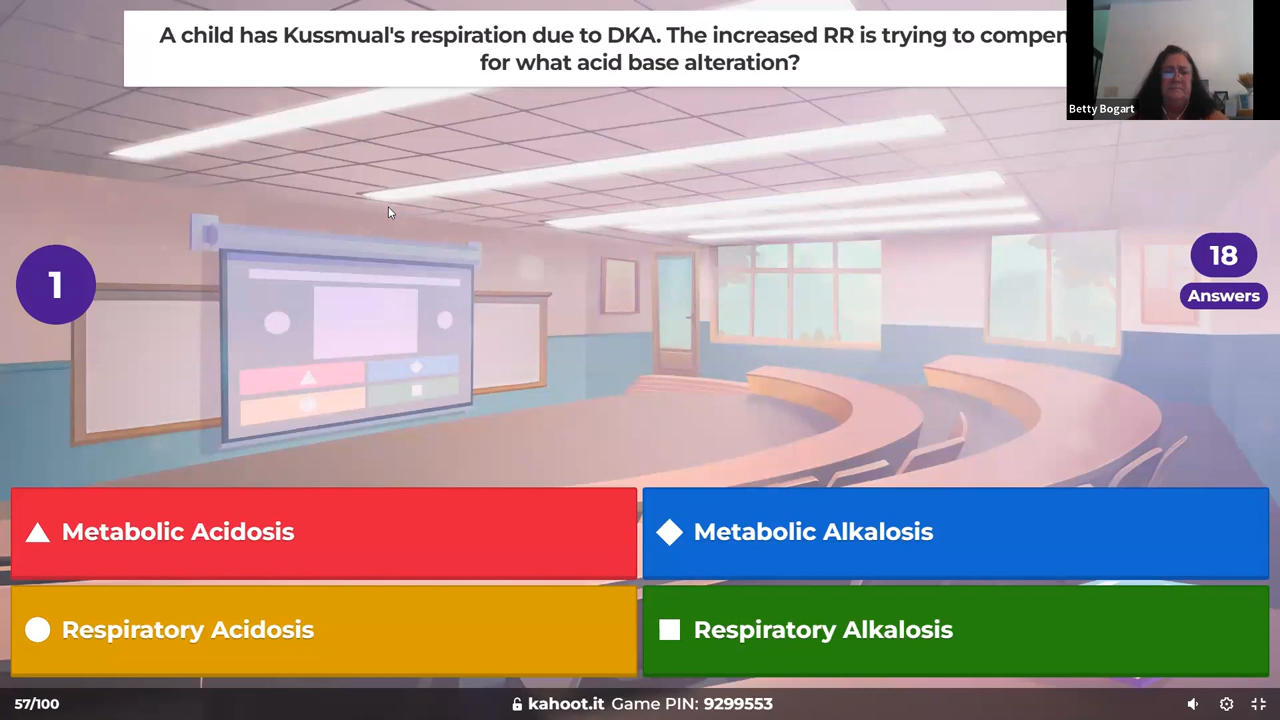 A child has Kussmual's respiration due to DKA. The increased RR is trying to compen
for what acid base alteration?
Betty Bogart
1
18
Answers
Metabolic Acidosis
Metabolic Alkalosis
Respiratory Acidosis
Respiratory Alkalosis
57/100
kahoot.it Game PIN: 9299553